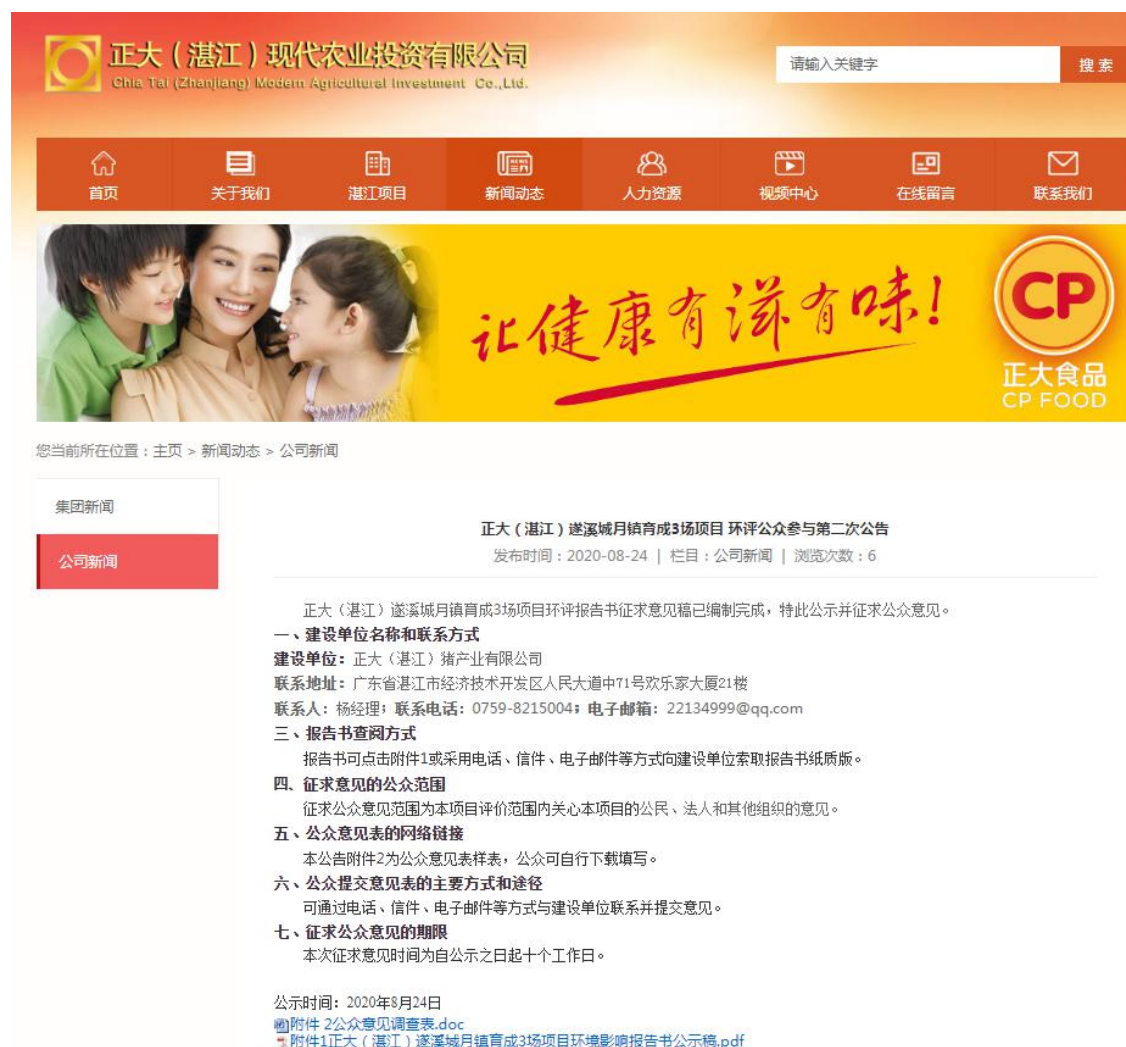 正大（湛江）现代农业投资有限公司
Chia Tai (Zhanjiang) Modern Agricultural Investment Co.,Ltd.
请输入关键字
搜索
首页
关于我们
湛江项目
新闻动态
人力资源
视频中心
在线留言
联系我们
让健康有滋有味!
CP
正大食品
CP FOOD
您当前所在位置：主页 > 新闻动态 > 公司新闻
集团新闻
公司新闻
正大（湛江）遂溪城月镇育成3场项目 环评公众参与第二次公告
发布时间：2020-08-24 | 栏目：公司新闻 | 浏览次数：6
正大（湛江）遂溪城月镇育成3场项目环评报告书征求意见稿已编制完成，特此公示并征求公众意见。
一、建设单位名称和联系方式
建设单位：正大（湛江）猪产业有限公司
联系地址：广东省湛江市经济技术开发区人民大道中71号欢乐家大厦21楼
联系人：杨经理；联系电话：0759-8215004；电子邮箱：22134999@qq.com
三、报告书查阅方式
报告书可点击附件1或采用电话、信件、电子邮件等方式向建设单位索取报告书纸质版。
四、征求意见的公众范围
征求公众意见范围为本项目评价范围内关心本项目的公民、法人和其他组织的意见。
五、公众意见表的网络链接
本公告附件2为公众意见表样表，公众可自行下载填写。
六、公众提交意见表的主要方式和途径
可通过电话、信件、电子邮件等方式与建设单位联系并提交意见。
七、征求公众意见的期限
本次征求意见时间为自公示之日起十个工作日。
公示时间：2020年8月24日
附件 2公众意见调查表.doc
附件1正大（湛江）遂溪城月镇育成3场项目环境影响报告书公示稿.pdf